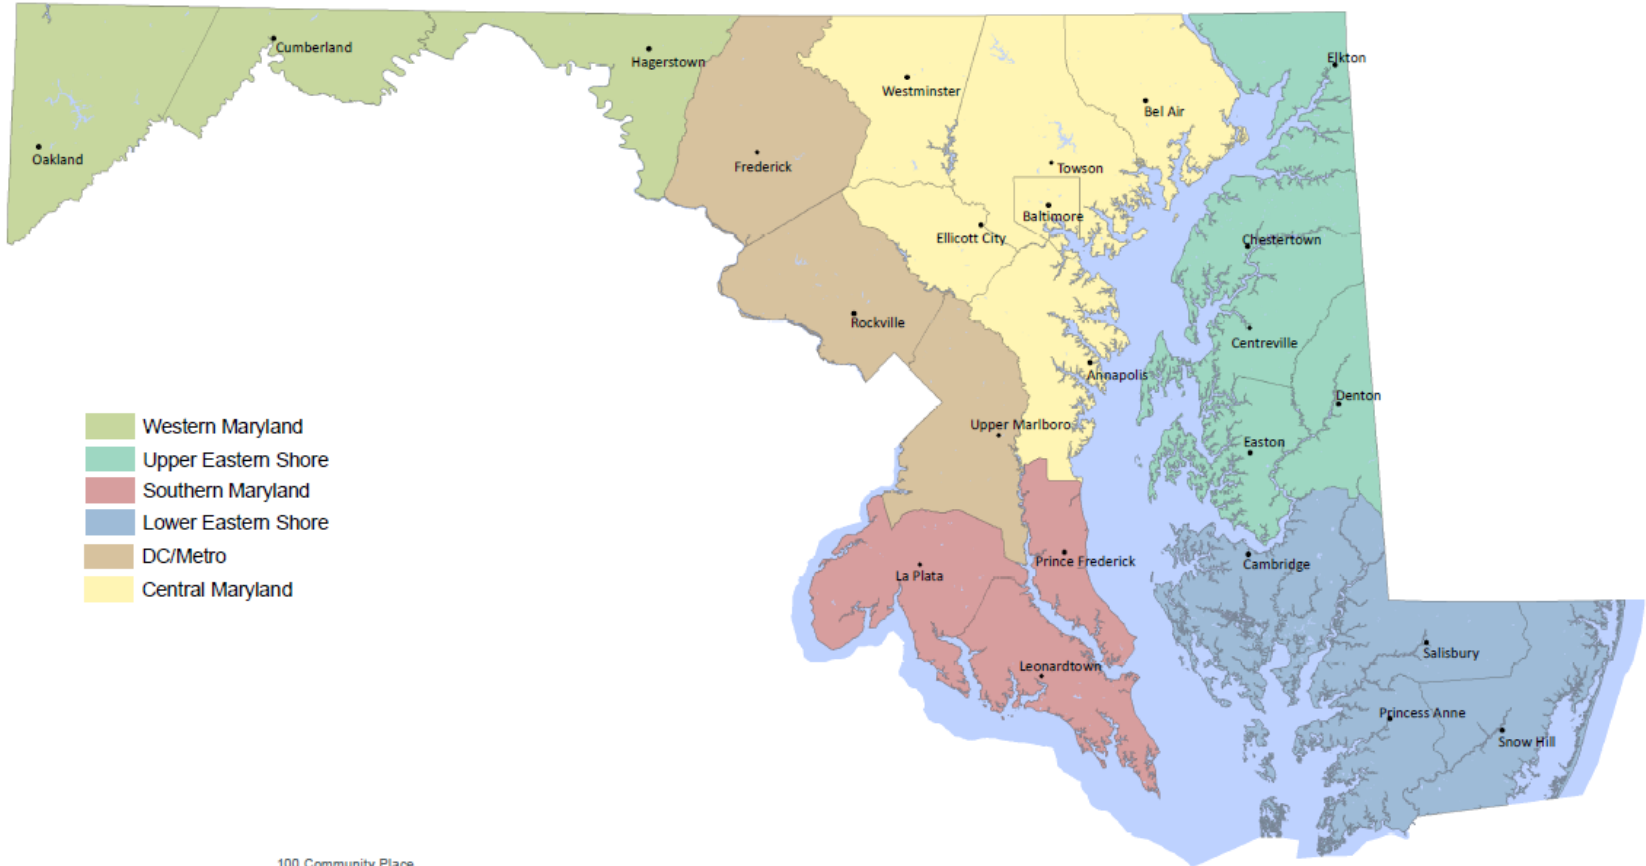 Cumberland
Hagerstown
Oakland
Frederick
Westminster
Bel Air
Elkton
Towson
Baltimore
Ellicott City
Chestertown
Rockville
Centreville
Annapolis
Denton
Upper Marlboro
Easton
Western Maryland
Upper Eastern Shore
Southern Maryland
Lower Eastern Shore
DC/Metro
Central Maryland
La Plata
Prince Frederick
Cambridge
Leonardtown
Salisbury
Princess Anne
Snow Hill
100 Community Place